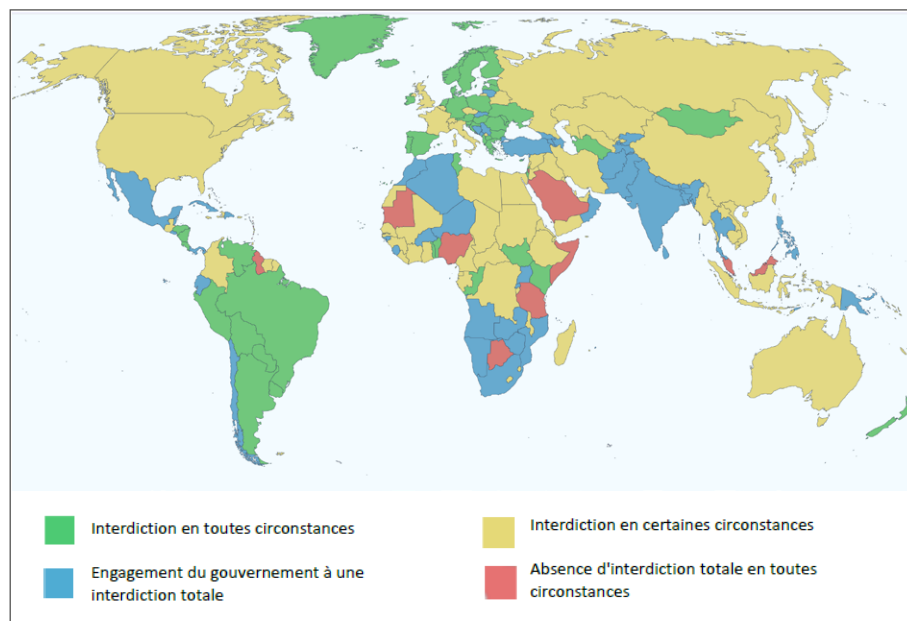 Interdiction en toutes circonstances
Interdiction en certaines circonstances
Engagement du gouvernement à une
interdiction totale
Absence d'interdiction totale en toutes
circonstances